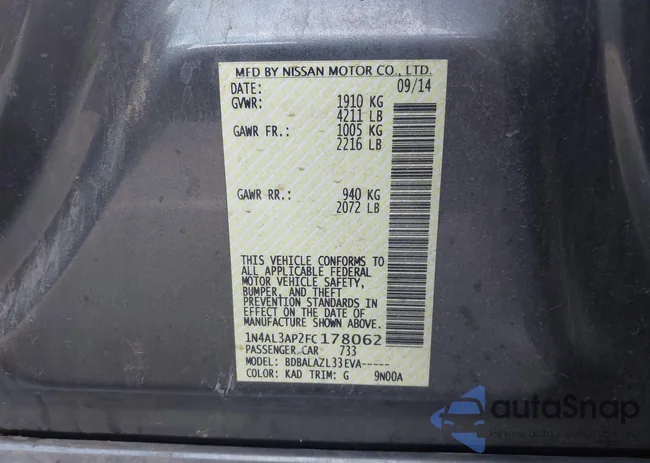 MFD BY NISSAN MOTOR CO., LTD.
DATE: 09/14
GVWR: 1910 KG
4211 LB
GAWR FR.: 1005 KG
2216 LB
GAWR RR.: 940 KG
2072 LB
THIS VEHICLE CONFORMS TO
ALL APPLICABLE FEDERAL
MOTOR VEHICLE SAFETY,
BUMPER, AND THEFT
PREVENTION STANDARDS IN
EFFECT ON THE DATE OF
MANUFACTURE SHOWN ABOVE.
1N4AL3AP2FC178062
PASSENGER CAR 733
MODEL: BDBALAZL33EVA-----
COLOR: KAD TRIM: G 9N00A
autoSnap